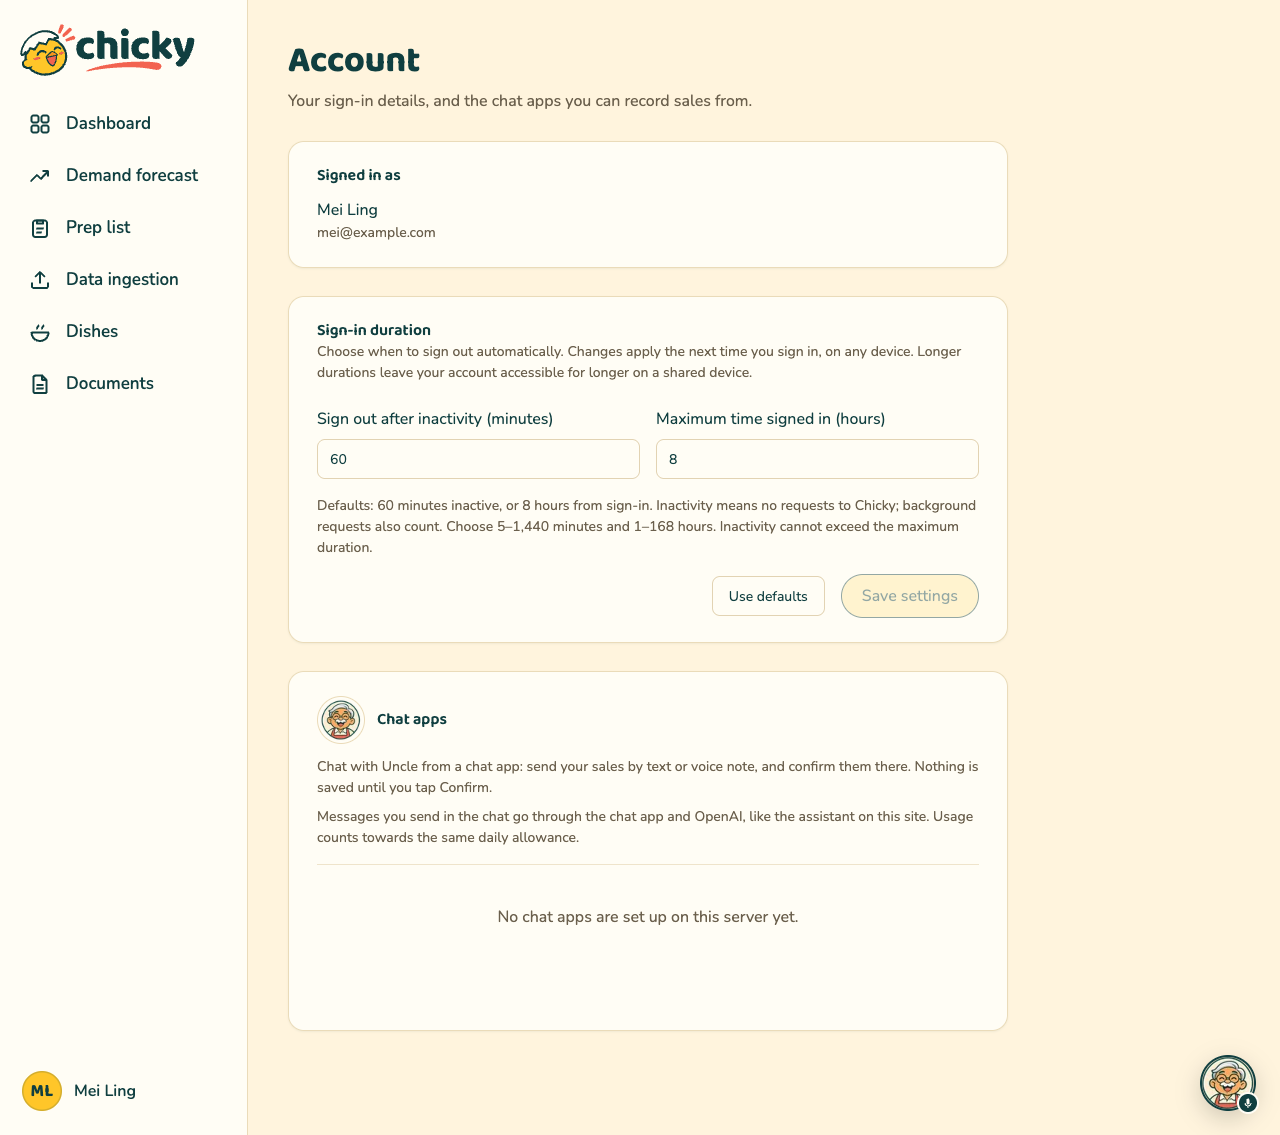 chicky
Dashboard
Demand forecast
Prep list
Data ingestion
Dishes
Documents
ML
Mei Ling
Account
Your sign-in details, and the chat apps you can record sales from.
Signed in as
Mei Ling
mei@example.com
Sign-in duration
Choose when to sign out automatically. Changes apply the next time you sign in, on any device. Longer
durations leave your account accessible for longer on a shared device.
Sign out after inactivity (minutes)
Maximum time signed in (hours)
60
8
Defaults: 60 minutes inactive, or 8 hours from sign-in. Inactivity means no requests to Chicky; background
requests also count. Choose 5–1,440 minutes and 1–168 hours. Inactivity cannot exceed the maximum
duration.
Use defaults
Save settings
Chat apps
Chat with Uncle from a chat app: send your sales by text or voice note, and confirm them there. Nothing is
saved until you tap Confirm.
Messages you send in the chat go through the chat app and OpenAI, like the assistant on this site. Usage
counts towards the same daily allowance.
No chat apps are set up on this server yet.